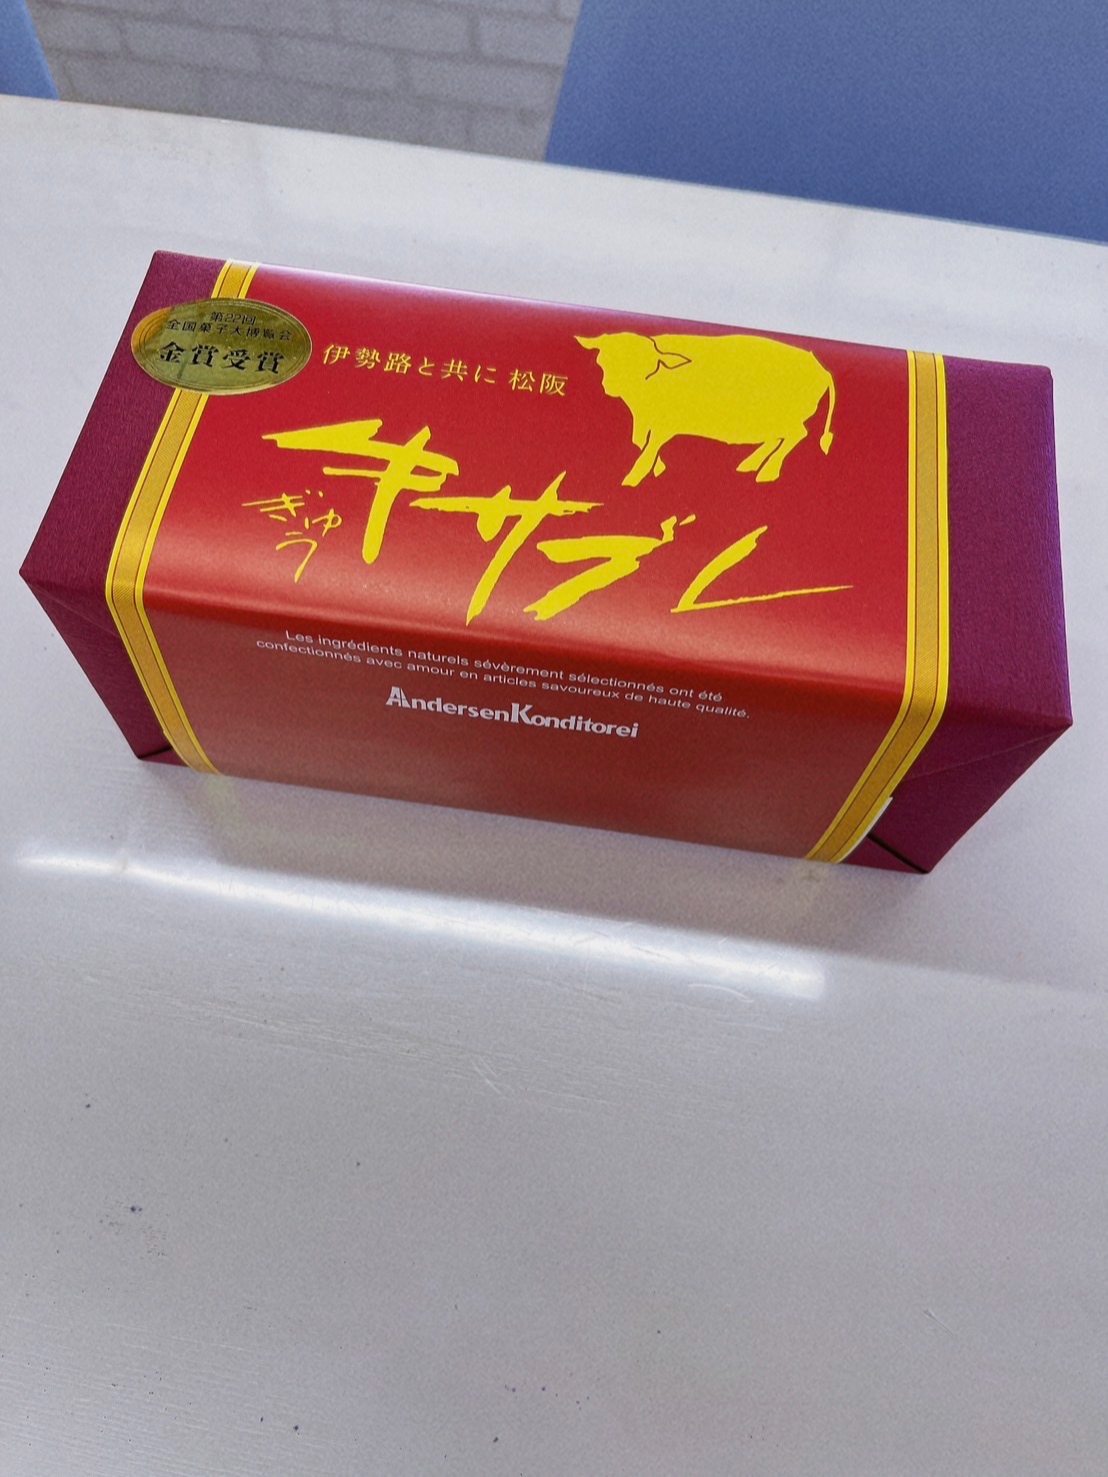 第22回
全国菓子大博覧会
金賞受賞
伊勢路と共に 松阪
牛サブレ
ぎゅう
Les ingrédients naturels sévèrement sélectionnés ont été
confectionnés avec amour en articles savoureux de haute qualité.
AndersenKonditorei